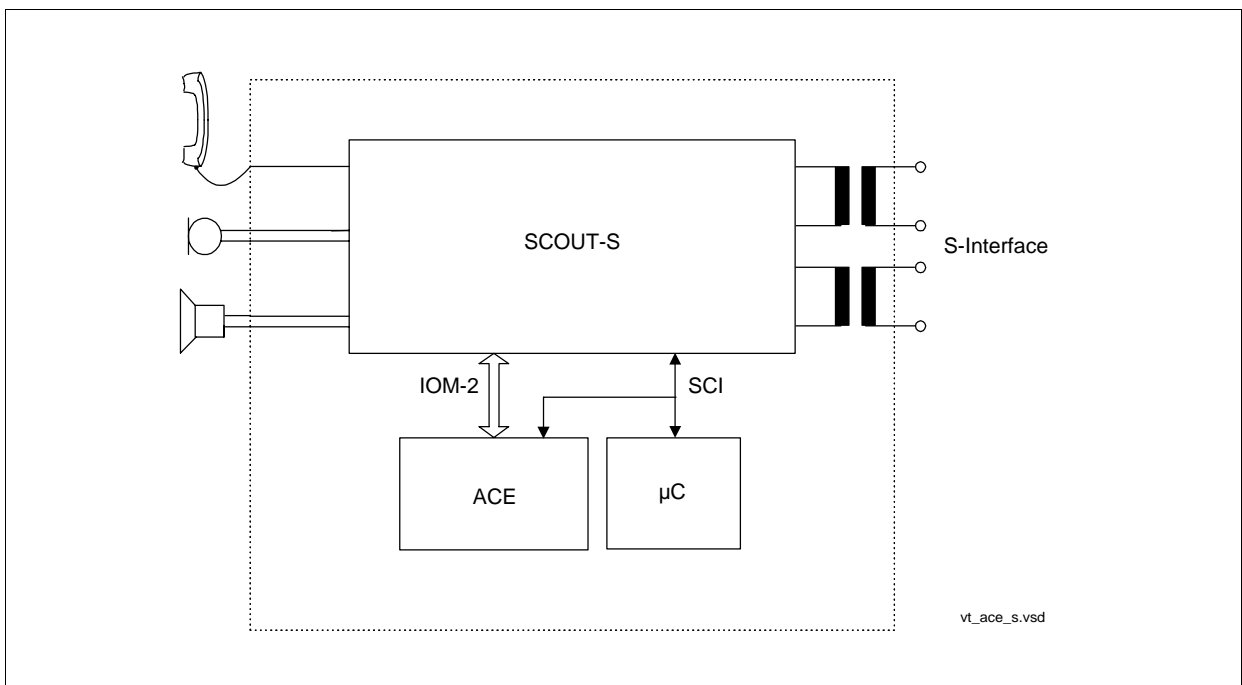 SCOUT-S
S-Interface
IOM-2
SCI
ACE
µC
vt_ace_s.vsd